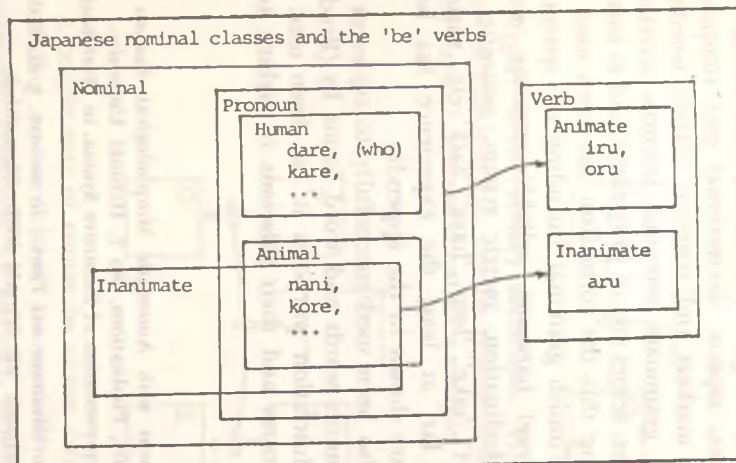 Japanese nominal classes and the 'be' verbs
Nominal
Pronoun
Human
dare, (who)
kare,
...
Animal
Inanimate
nani,
kore,
...
Verb
Animate
iru,
oru
Inanimate
aru